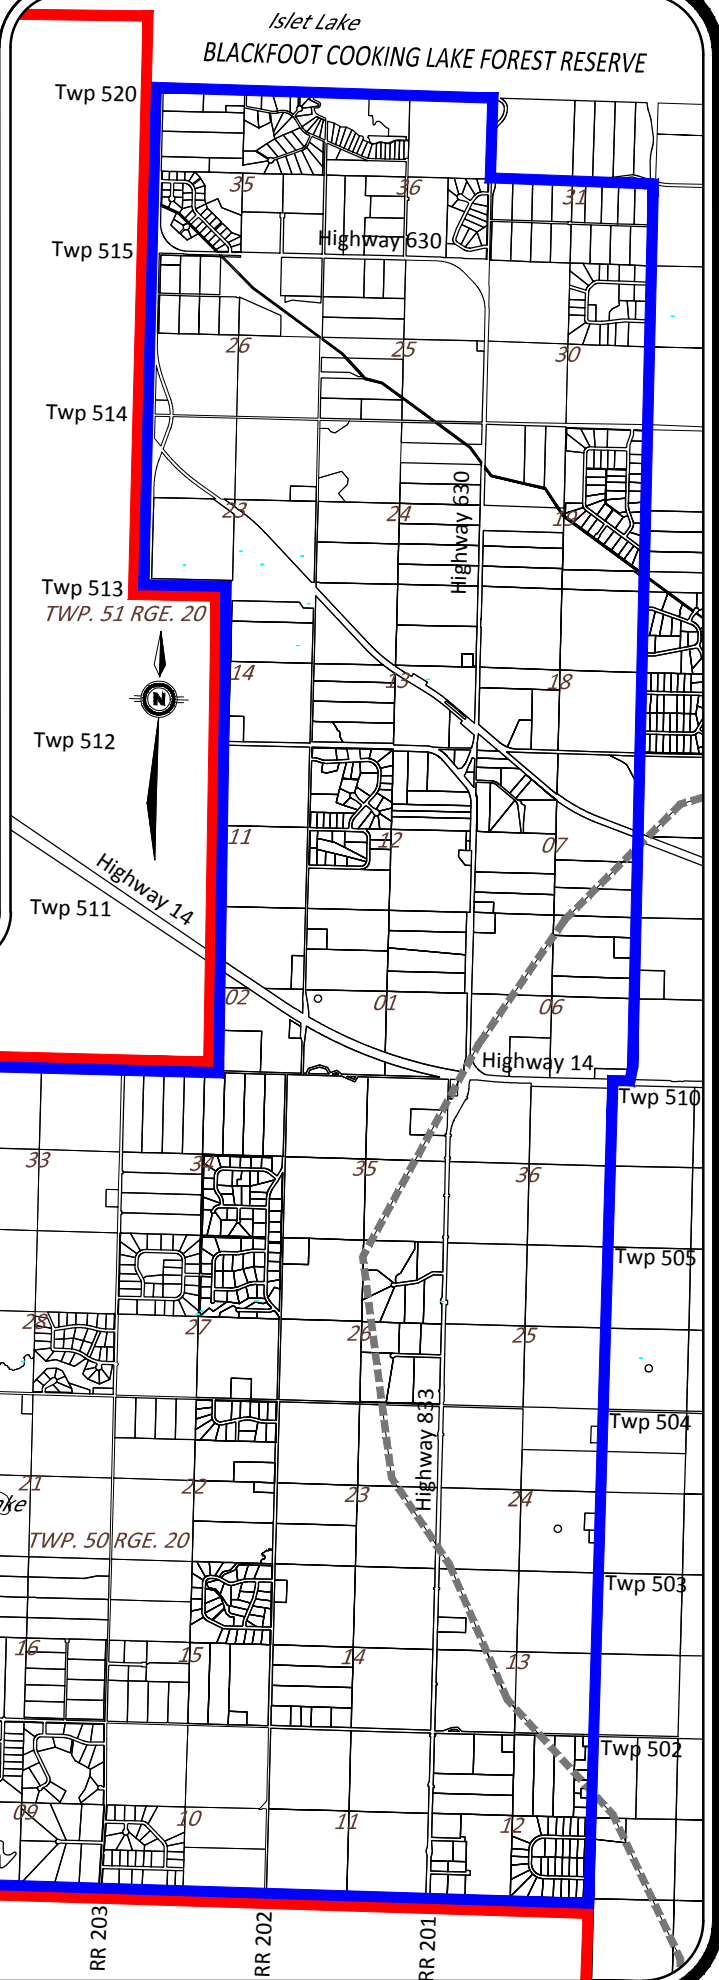 Islet Lake
BLACKFOOT COOKING LAKE FOREST RESERVE
Twp 520
35
36
31
Highway 630
Twp 515
26
25
30
Twp 514
Highway 630
23
24
19
Twp 513
TWP. 51 RGE. 20
14
13
18
N
Twp 512
11
12
07
Highway 14
Twp 511
02
01
06
Highway 14
Twp 510
33
34
35
36
Twp 505
28
27
26
25
Highway 833
Twp 504
21
22
23
24
ake
TWP. 50 RGE. 20
Twp 503
16
15
14
13
Twp 502
09
10
11
12
RR 203
RR 202
RR 201